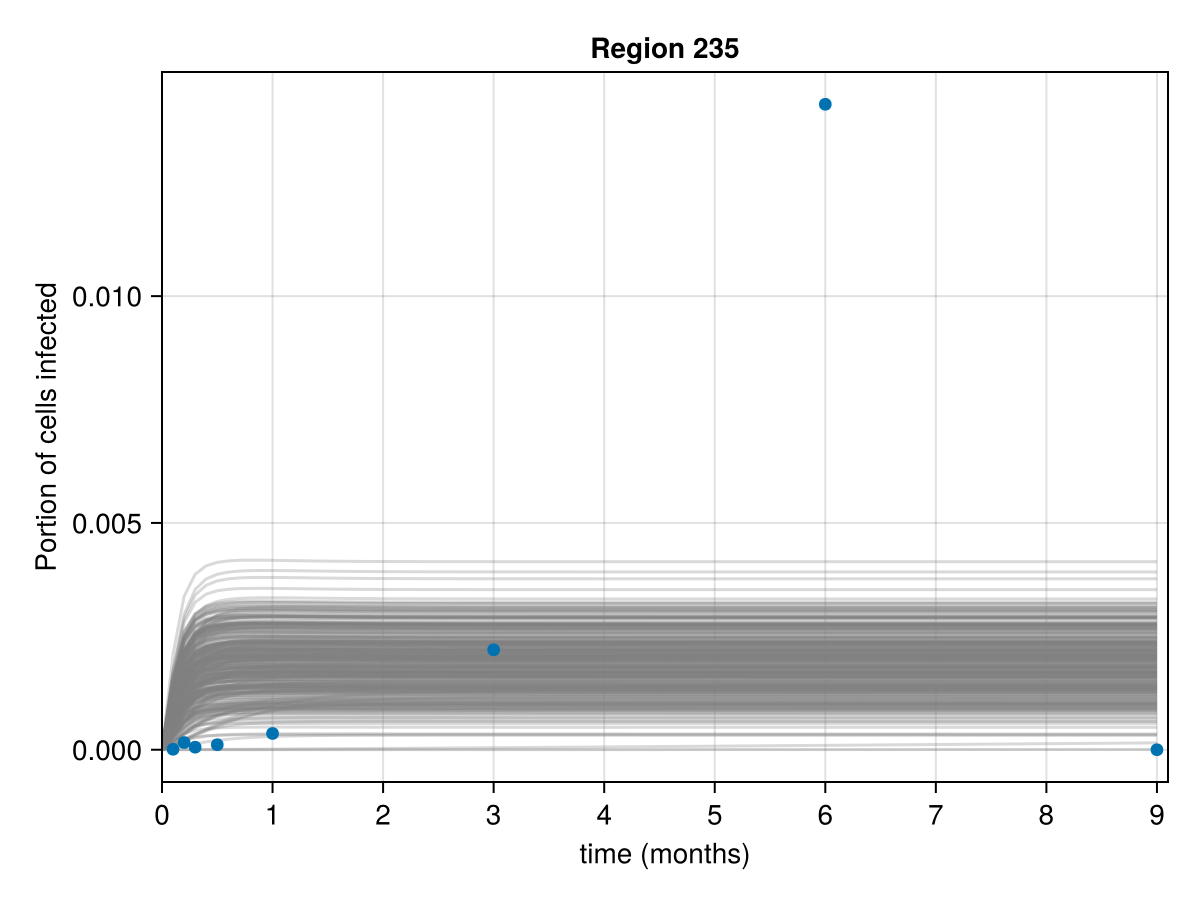 Region 235
Portion of cells infected
0.010
0.005
0.000
0 1 2 3 4 5 6 7 8 9
time (months)